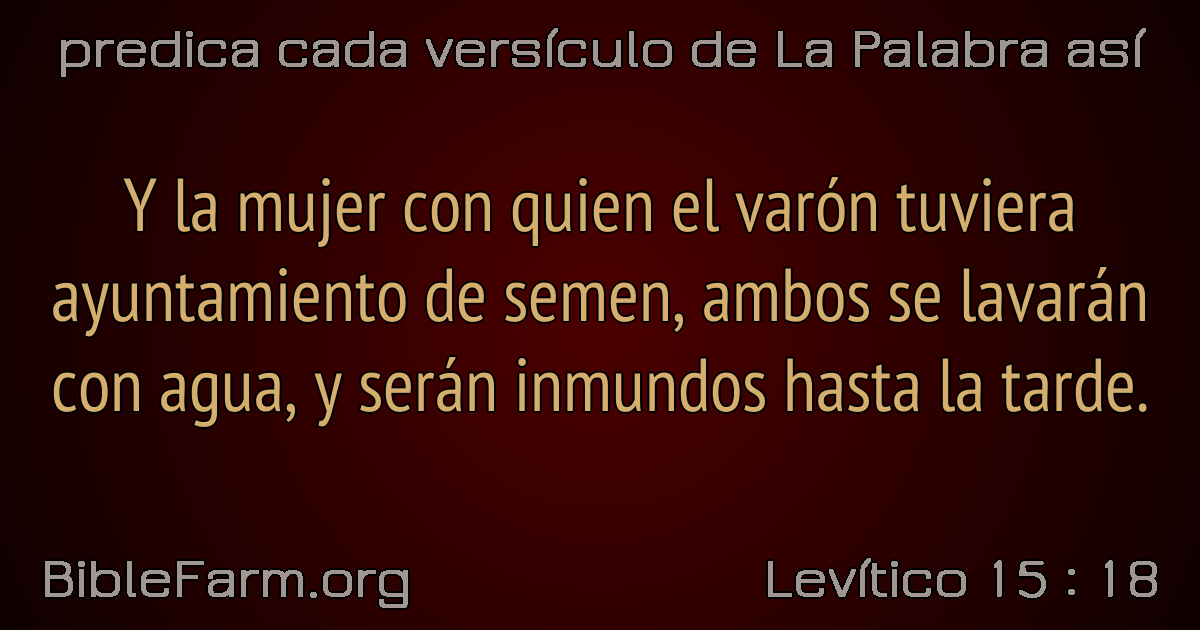 predica cada versículo de La Palabra así
Y la mujer con quien el varón tuviera
ayuntamiento de semen, ambos se lavarán
con agua, y serán inmundos hasta la tarde.
BibleFarm.org
Levítico 15 : 18